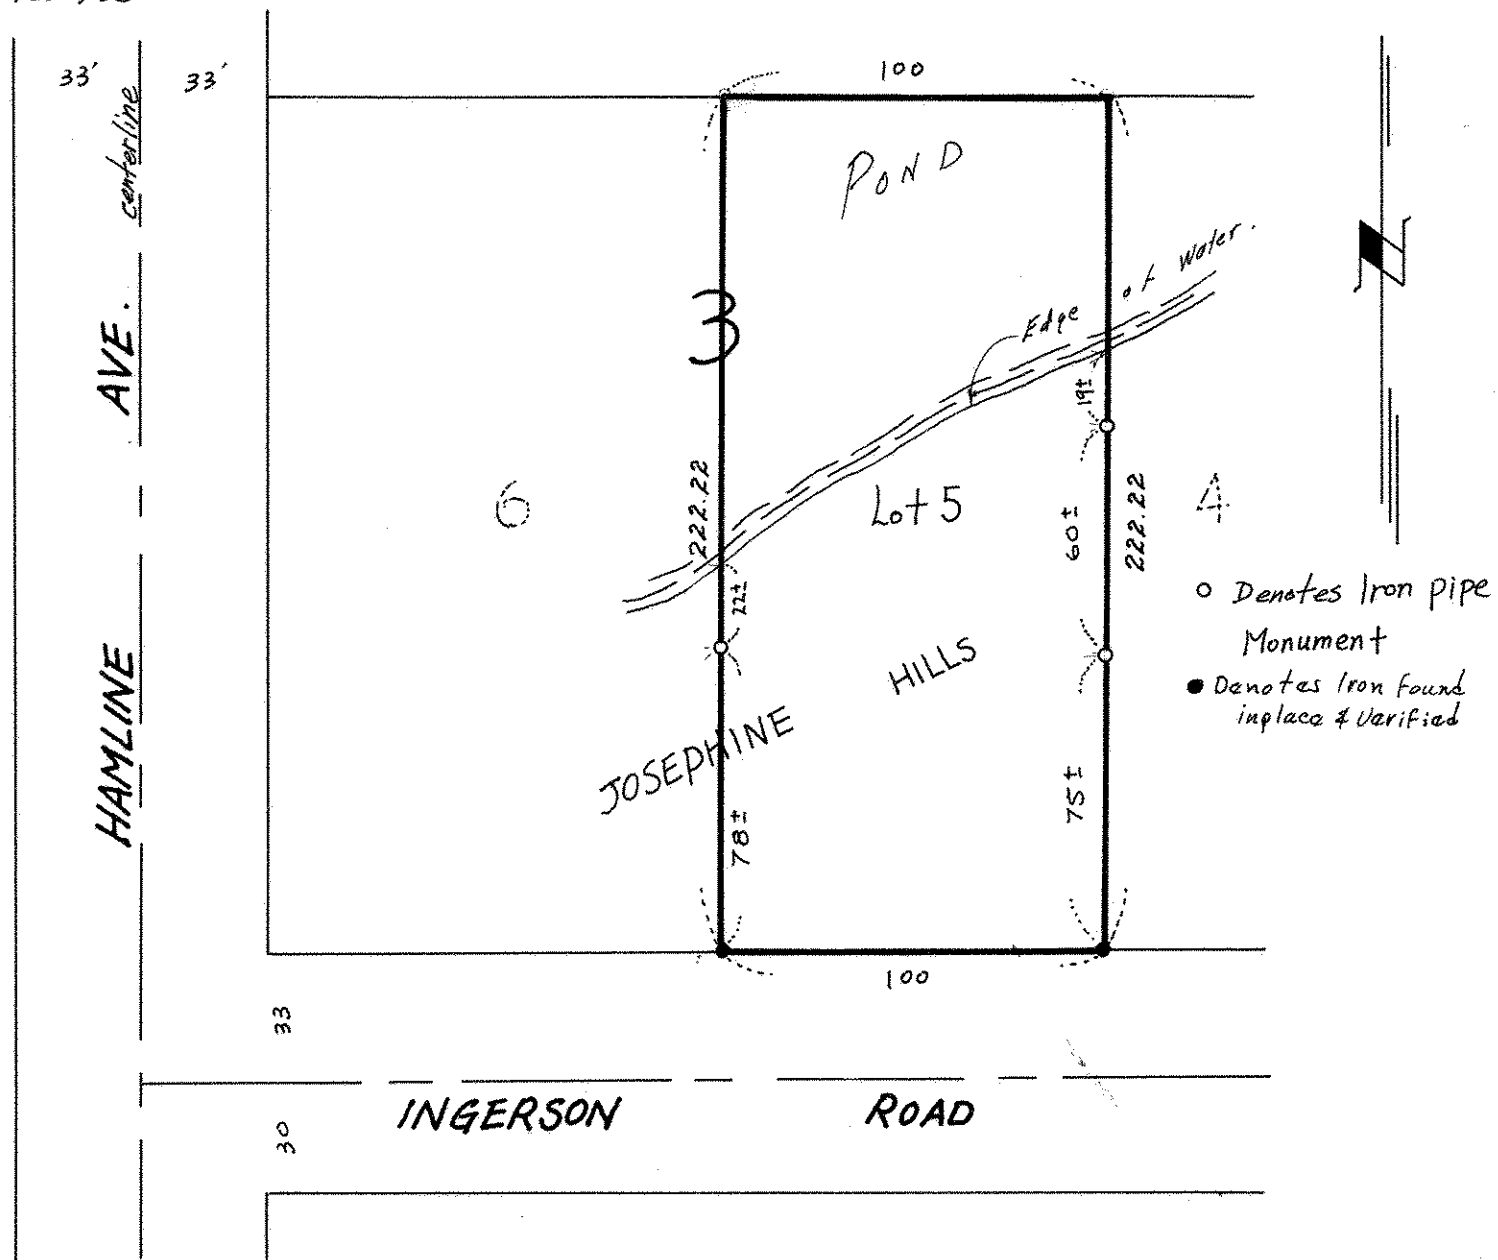 33'
33'
centerline
HAMLINE AVE.
100
POND
Edge of Water.
3
222.22
19±
6
Lot 5
60±
222.22
4
22±
JOSEPHINE HILLS
78±
75±
○ Denotes Iron pipe
Monument
● Denotes Iron found
inplace & Verified
100
33
INGERSON ROAD
30